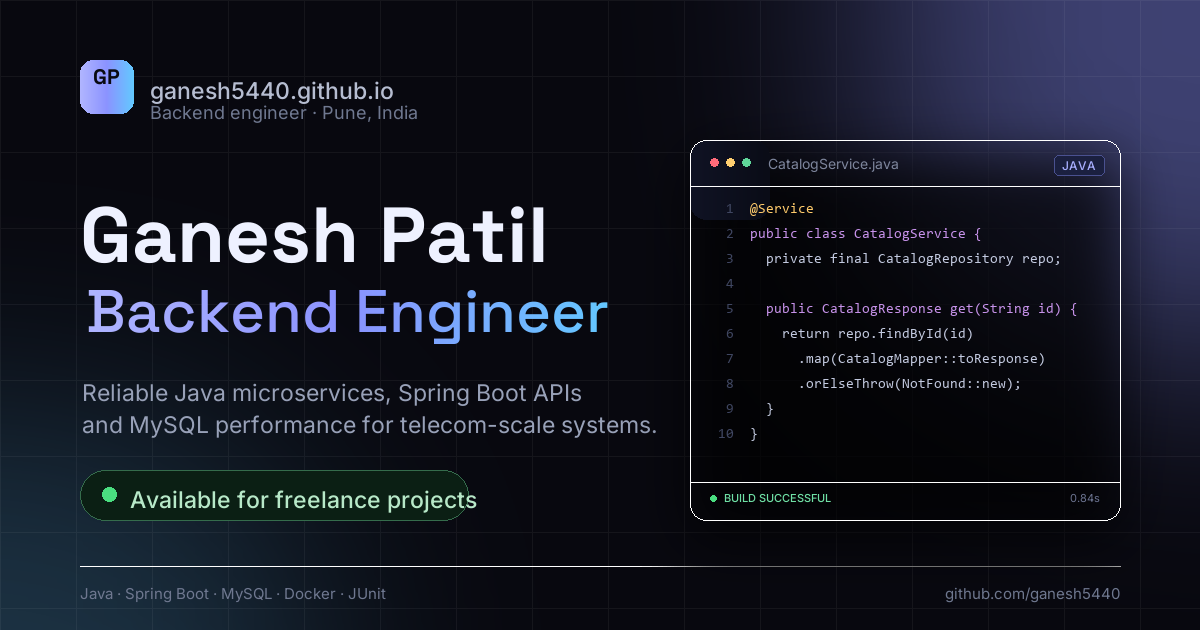 GP
ganesh5440.github.io
Backend engineer · Pune, India
Ganesh Patil
Backend Engineer
Reliable Java microservices, Spring Boot APIs
and MySQL performance for telecom-scale systems.
Available for freelance projects
CatalogService.java
JAVA
1 @Service
2 public class CatalogService {
3 private final CatalogRepository repo;
4
5 public CatalogResponse get(String id) {
6 return repo.findById(id)
7 .map(CatalogMapper::toResponse)
8 .orElseThrow(NotFound::new);
9 }
10 }
BUILD SUCCESSFUL 0.84s
Java · Spring Boot · MySQL · Docker · JUnit
github.com/ganesh5440